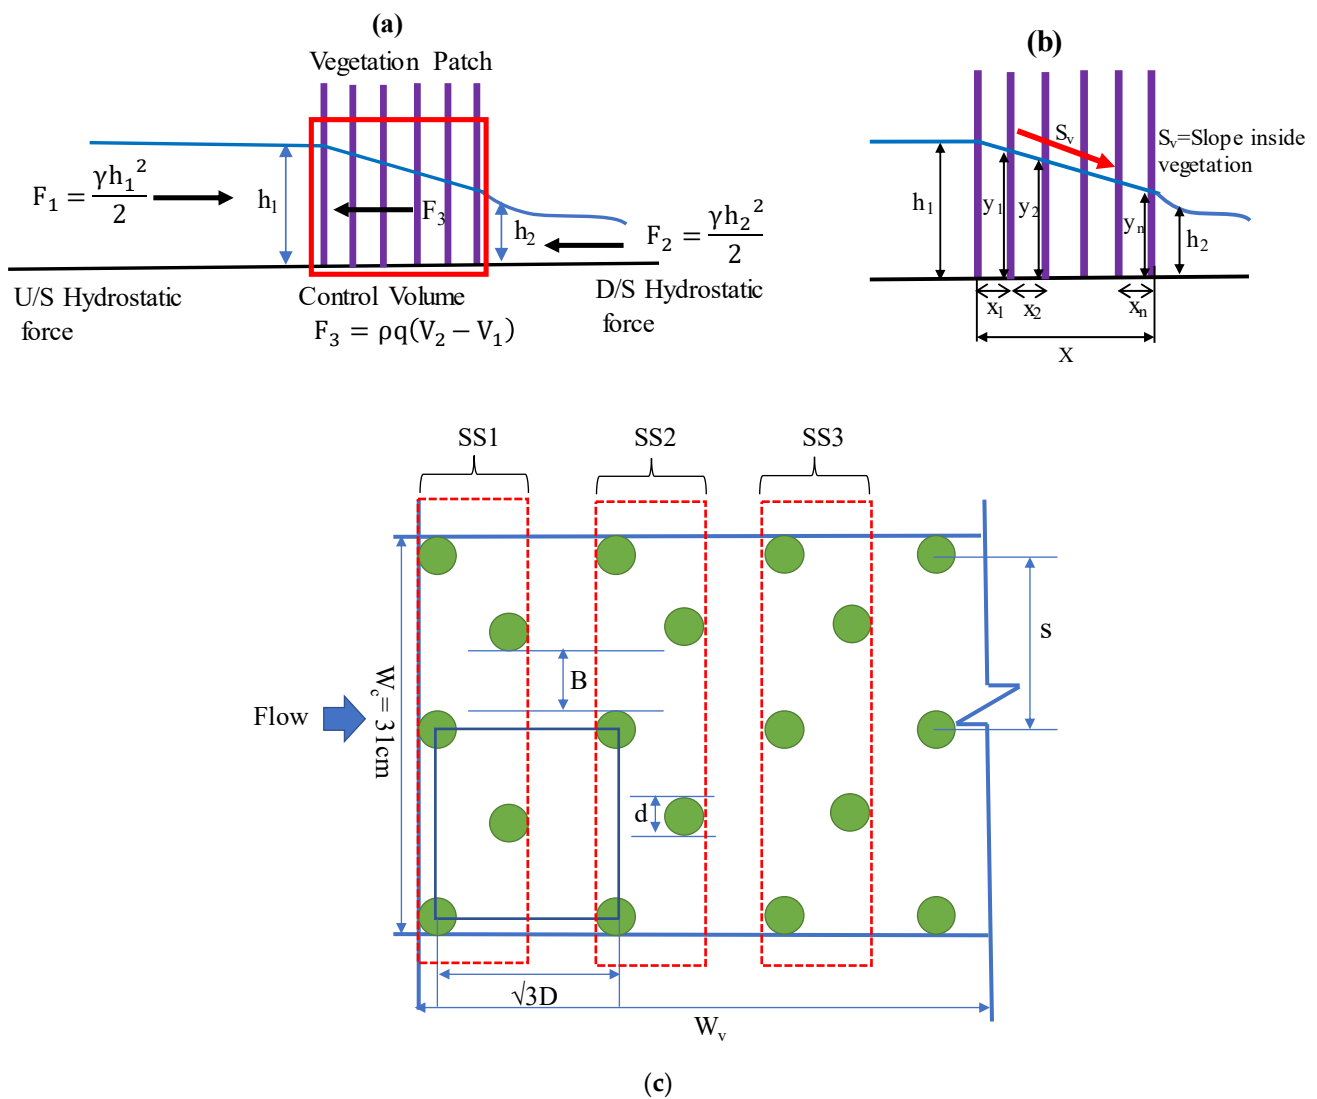 (a)
Vegetation Patch
F₁ = γh₁²/2
h₁
F₃
h₂
F₂ = γh₂²/2
U/S Hydrostatic
force
Control Volume
F₃ = ρq(V₂ − V₁)
D/S Hydrostatic
force
(b)
Sᵥ
Sᵥ=Slope inside
vegetation
h₁
y₁
y₂
yₙ
h₂
x₁
x₂
xₙ
X
SS1
SS2
SS3
Flow
W꜀= 31cm
B
d
s
√3D
Wᵥ
(c)